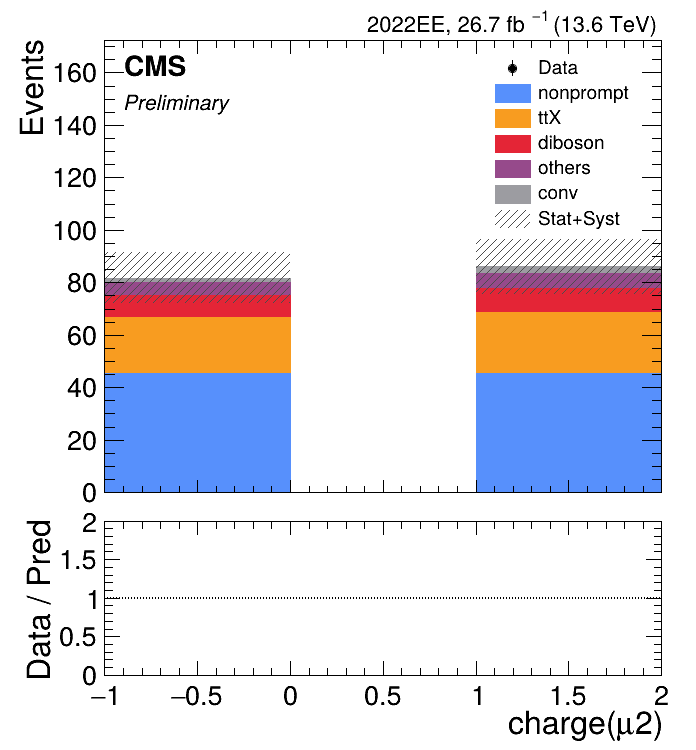 2022EE, 26.7 fb⁻¹ (13.6 TeV)
CMS
Preliminary
Events
160
140
120
100
80
60
40
20
0
Data
nonprompt
ttX
diboson
others
conv
Stat+Syst
Data / Pred
2
1.5
1
0.5
0
−1 −0.5 0 0.5 1 1.5 2
charge(μ2)